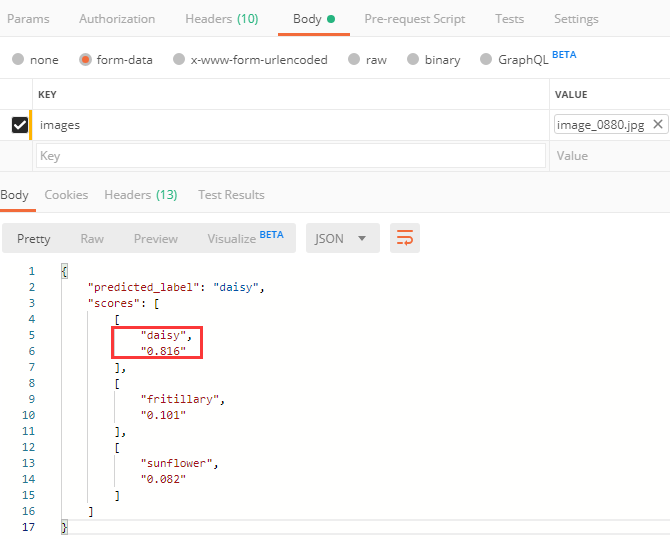 Params Authorization Headers (10) Body Pre-request Script Tests Settings
none form-data x-www-form-urlencoded raw binary GraphQL BETA
KEY VALUE
images image_0880.jpg
Key Value
Body Cookies Headers (13) Test Results
Pretty Raw Preview Visualize BETA JSON
1 {
2 "predicted_label": "daisy",
3 "scores": [
4 [
5 "daisy",
6 "0.816"
7 ],
8 [
9 "fritillary",
10 "0.101"
11 ],
12 [
13 "sunflower",
14 "0.082"
15 ]
16 ]
17 }